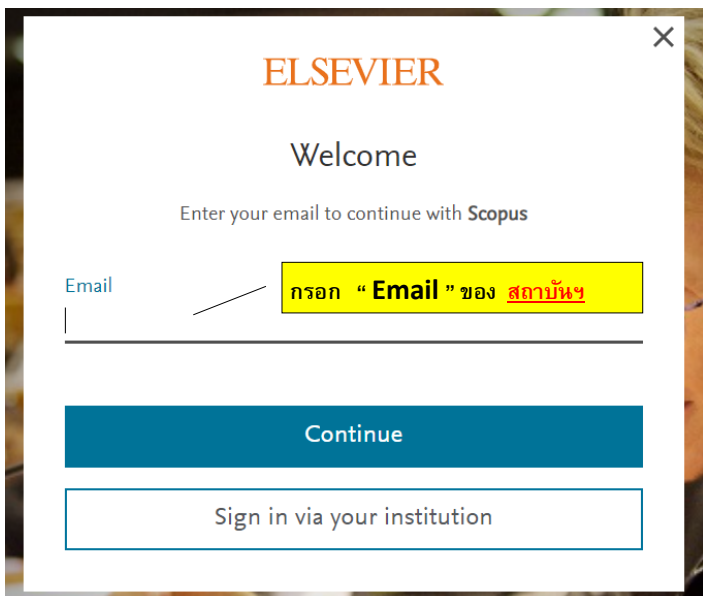 ELSEVIER
Welcome
Enter your email to continue with Scopus
Email
กรอก “ Email ” ของ สถาบันฯ
Continue
Sign in via your institution